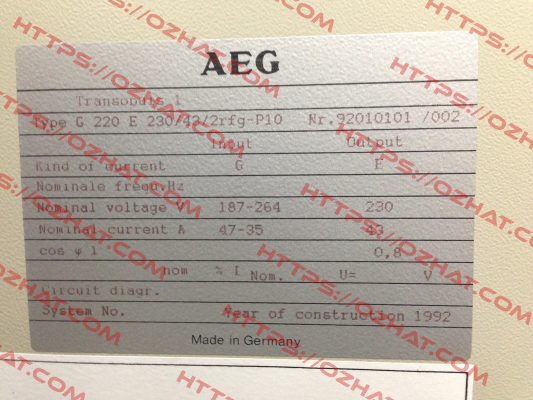 AEG
Transobuls 1
Type G 220 E 230/43/2rfg-P10 Nr.92010101 /002
Input Output
Kind of current G E
Nominale frequ.Hz
Nominal voltage V 187-264 230
Nominal current A 47-35 43
cos φ 1 0,8
nom % I Nom. U= V
Circuit diagr.
System No. Year of construction 1992
Made in Germany
HTTPS://OZHAT.COM